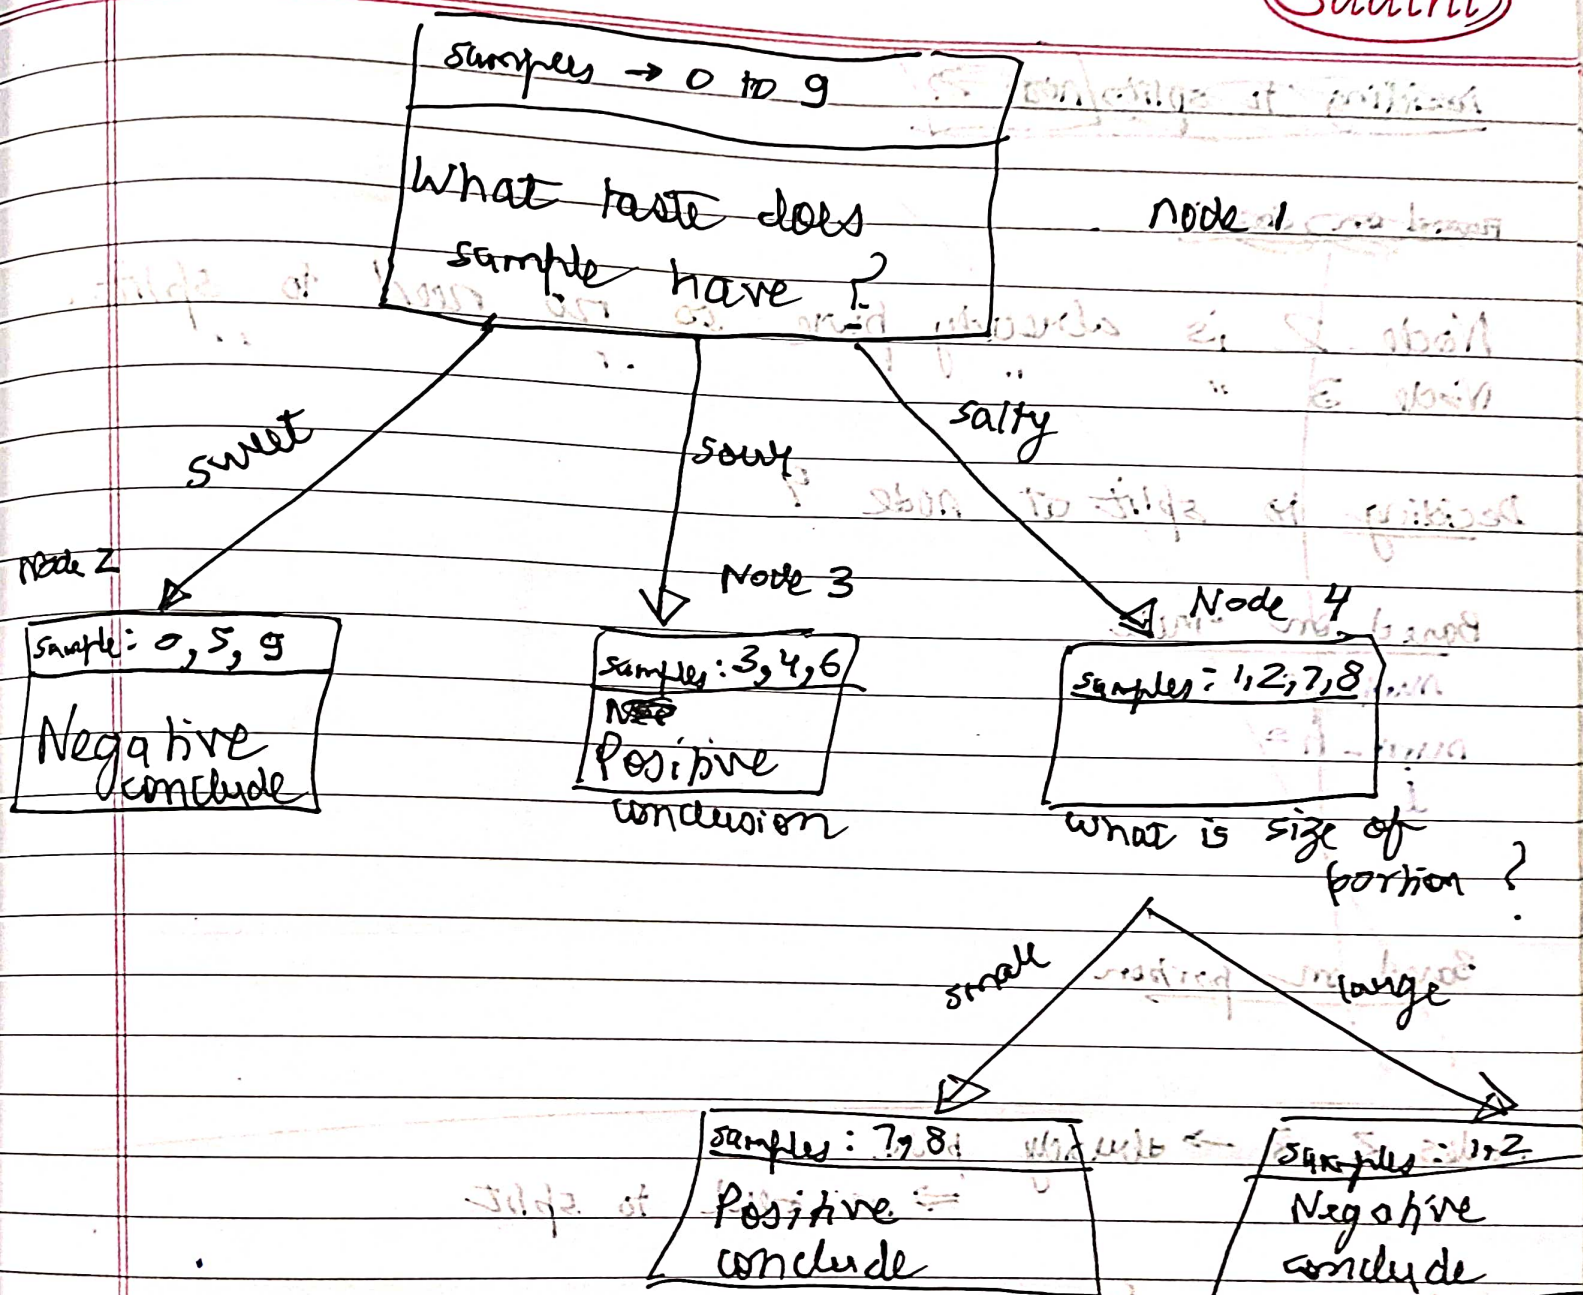 samples → 0 to 9
What taste does
sample have ?
node 1
sweet
sour
salty
Node 2
Node 3
Node 4
sample: 0, 5, 9
Negative
conclude
samples: 3, 4, 6
Positive
conclusion
samples: 1, 2, 7, 8
what is size of
portion ?
small
large
samples: 7, 8
Positive
conclude
samples: 1, 2
Negative
conclude